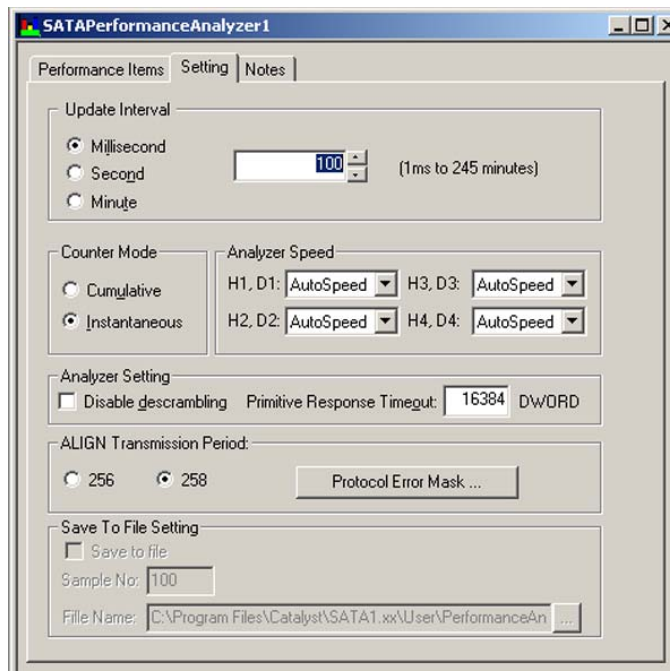 SATAPerformanceAnalyzer1
Performance Items Setting Notes
Update Interval
Millisecond
Second
Minute
100
(1ms to 245 minutes)
Counter Mode
Cumulative
Instantaneous
Analyzer Speed
H1, D1: AutoSpeed H3, D3: AutoSpeed
H2, D2: AutoSpeed H4, D4: AutoSpeed
Analyzer Setting
Disable descrambling Primitive Response Timeout: 16384 DWORD
ALIGN Transmission Period:
256 258 Protocol Error Mask ...
Save To File Setting
Save to file
Sample No: 100
Fille Name: C:\Program Files\Catalyst\SATA1.xx\User\PerformanceAn ...